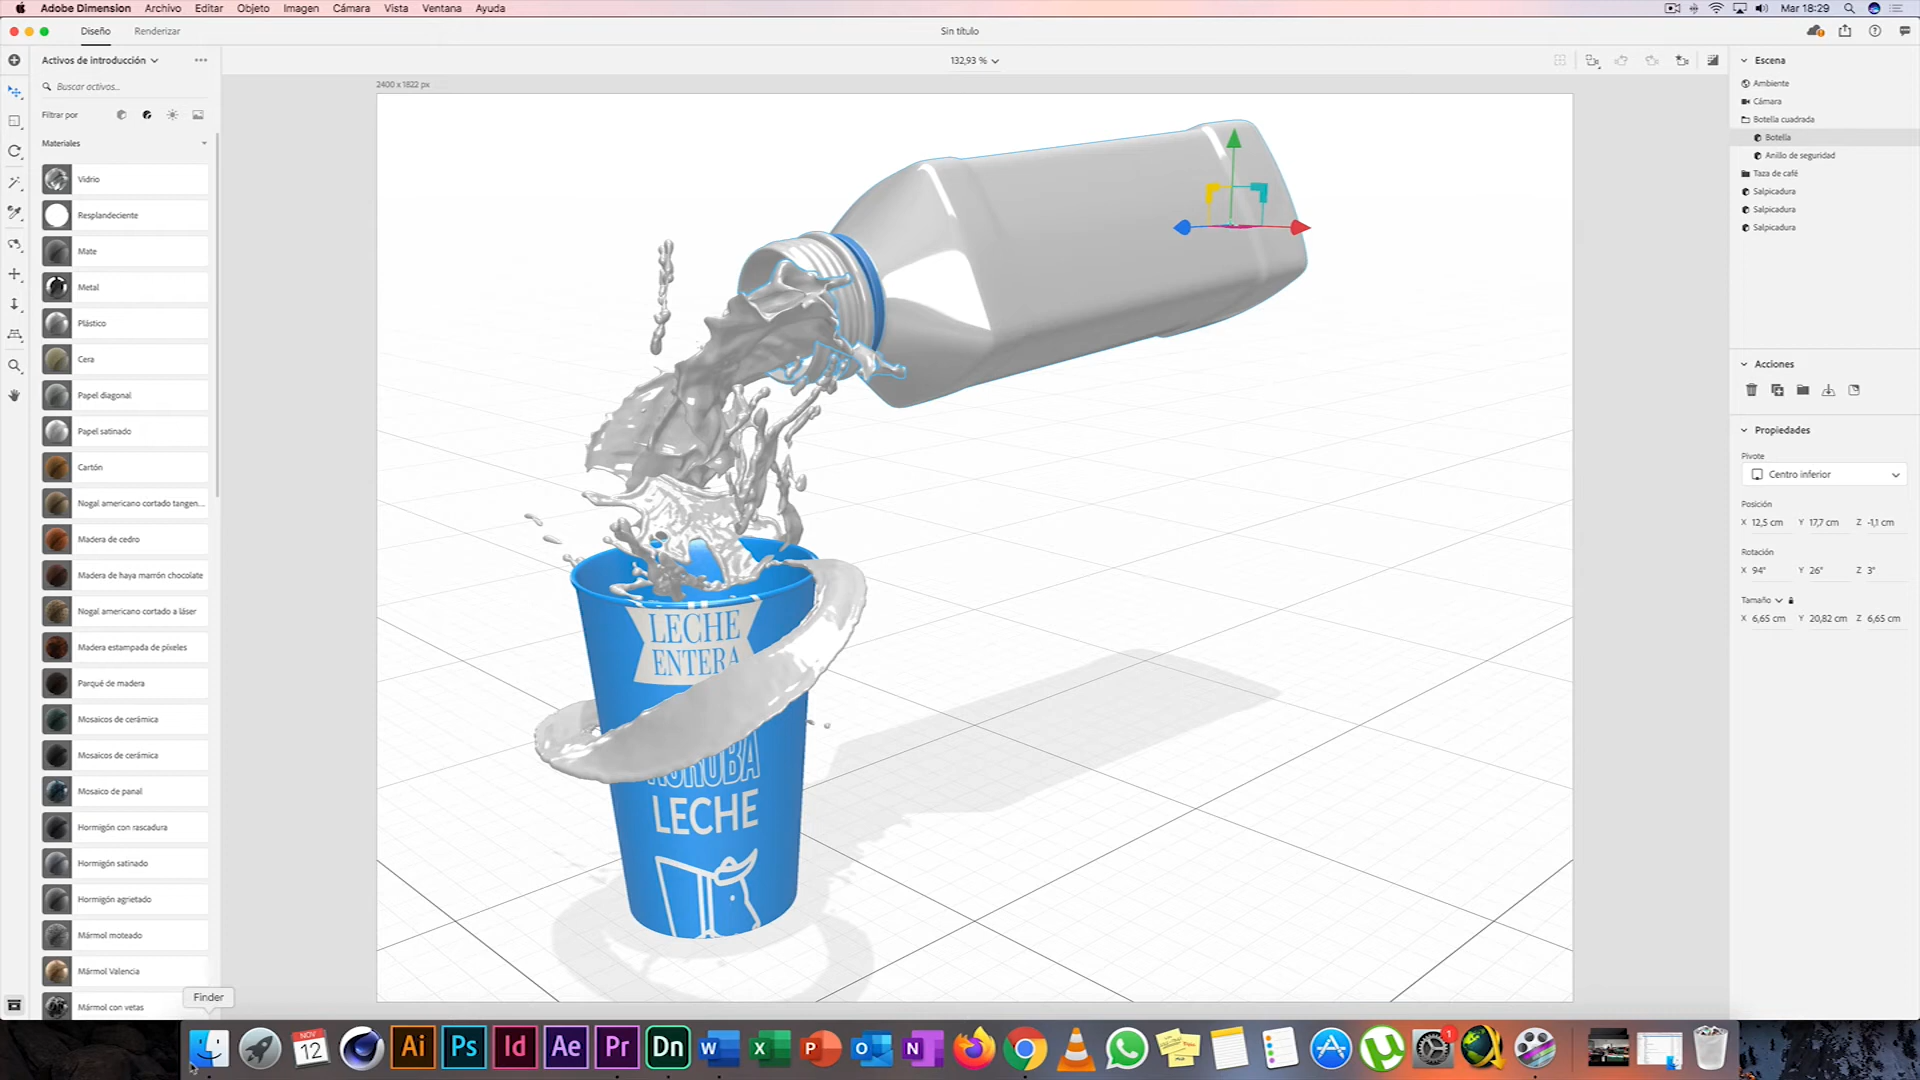 Adobe Dimension Archivo Editar Objeto Imagen Cámara Vista Ventana Ayuda Mar 18:29
Diseño Renderizar Sin título
Activos de introducción 132,93 %
Buscar activos...
Filtrar por
Materiales
Vidrio
Resplandeciente
Mate
Metal
Plástico
Cera
Papel diagonal
Papel satinado
Cartón
Nogal americano cortado tangen...
Madera de cedro
Madera de haya marrón chocolate
Nogal americano cortado a láser
Madera estampada de píxeles
Parqué de madera
Mosaicos de cerámica
Mosaicos de cerámica
Mosaico de panal
Hormigón con rascadura
Hormigón satinado
Hormigón agrietado
Mármol moteado
Mármol Valencia
Mármol con vetas
Finder
2400 x 1822 px
LECHE
ENTERA
LECHE
Escena
Ambiente
Cámara
Botella cuadrada
Botella
Anillo de seguridad
Taza de café
Salpicadura
Salpicadura
Salpicadura
Acciones
Propiedades
Pivote
Centro inferior
Posición
X 12,5 cm Y 17,7 cm Z -1,1 cm
Rotación
X 94° Y 26° Z 3°
Tamaño
X 6,65 cm Y 20,82 cm Z 6,65 cm
NOV
12
Ai Ps Id Ae Pr Dn W X P O N
1